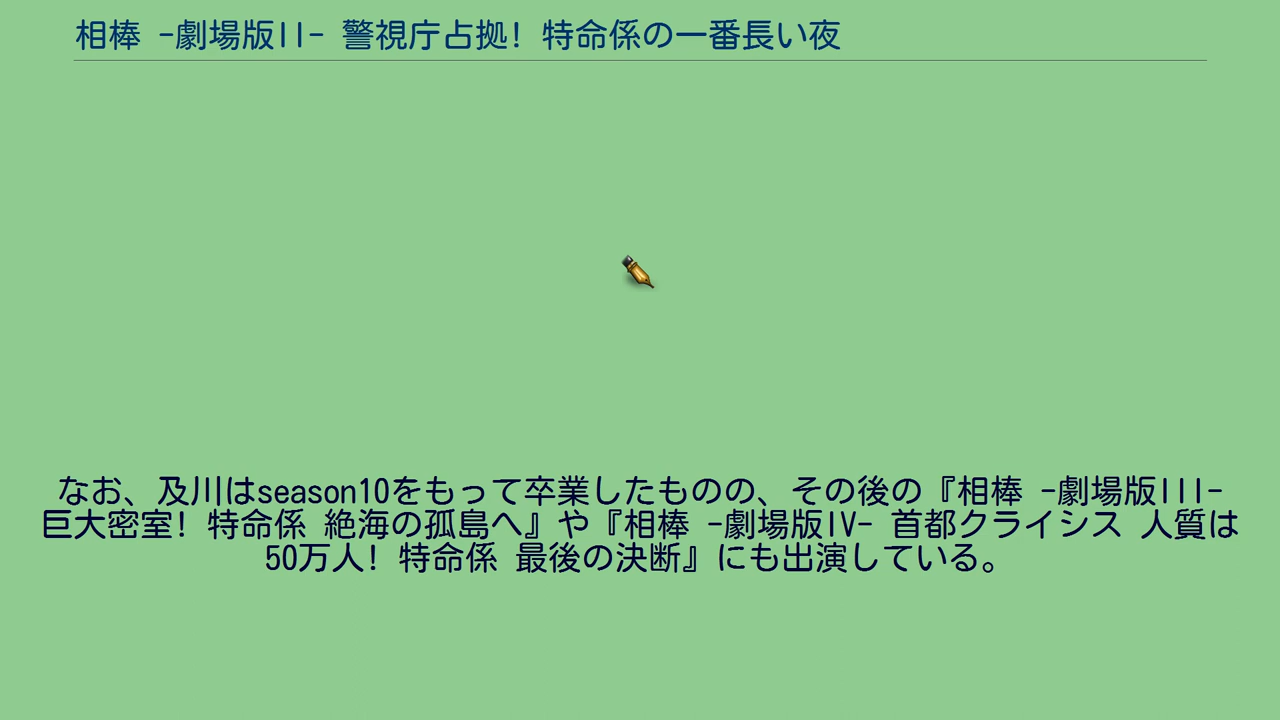 相棒 -劇場版II- 警視庁占拠! 特命係の一番長い夜
なお、及川はseason10をもって卒業したものの、その後の『相棒 -劇場版III-
巨大密室! 特命係 絶海の孤島へ』や『相棒 -劇場版IV- 首都クライシス 人質は
50万人! 特命係 最後の決断』にも出演している。